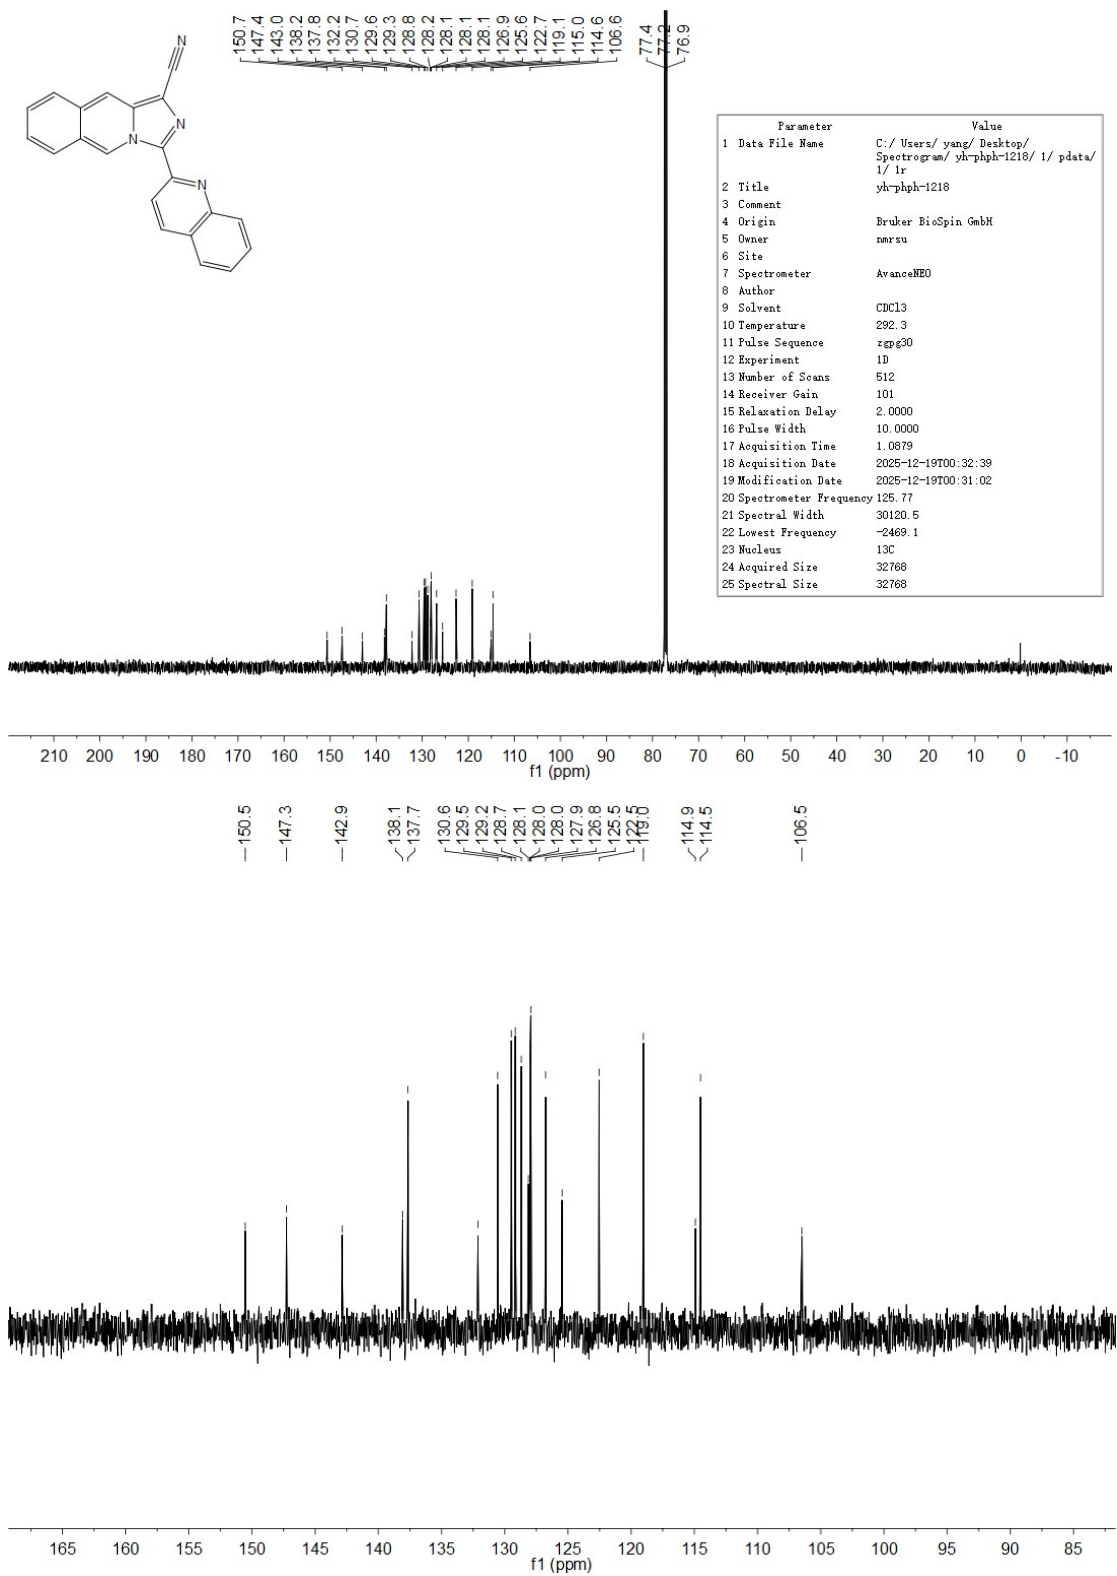 150.7
147.4
143.0
138.2
137.8
132.2
130.7
129.6
129.3
128.8
128.2
128.1
128.1
128.1
126.9
125.6
122.7
119.1
115.0
114.6
106.6
77.4
77.2
76.9
N
N
N
N
Parameter Value
1 Data File Name C:/ Users/ yang/ Desktop/
Spectrogram/ yh-phph-1218/ 1/ pdata/
1/ 1r
2 Title yh-phph-1218
3 Comment
4 Origin Bruker BioSpin GmbH
5 Owner nmrsu
6 Site
7 Spectrometer AvanceNEO
8 Author
9 Solvent CDCl3
10 Temperature 292.3
11 Pulse Sequence zgpg30
12 Experiment 1D
13 Number of Scans 512
14 Receiver Gain 101
15 Relaxation Delay 2.0000
16 Pulse Width 10.0000
17 Acquisition Time 1.0879
18 Acquisition Date 2025-12-19T00:32:39
19 Modification Date 2025-12-19T00:31:02
20 Spectrometer Frequency 125.77
21 Spectral Width 30120.5
22 Lowest Frequency -2469.1
23 Nucleus 13C
24 Acquired Size 32768
25 Spectral Size 32768
210 200 190 180 170 160 150 140 130 120 110 100 90 80 70 60 50 40 30 20 10 0 -10
f1 (ppm)
150.5
147.3
142.9
138.1
137.7
130.6
129.5
129.2
128.7
128.1
128.0
128.0
127.9
126.8
125.5
122.5
119.0
114.9
114.5
106.5
165 160 155 150 145 140 135 130 125 120 115 110 105 100 95 90 85
f1 (ppm)